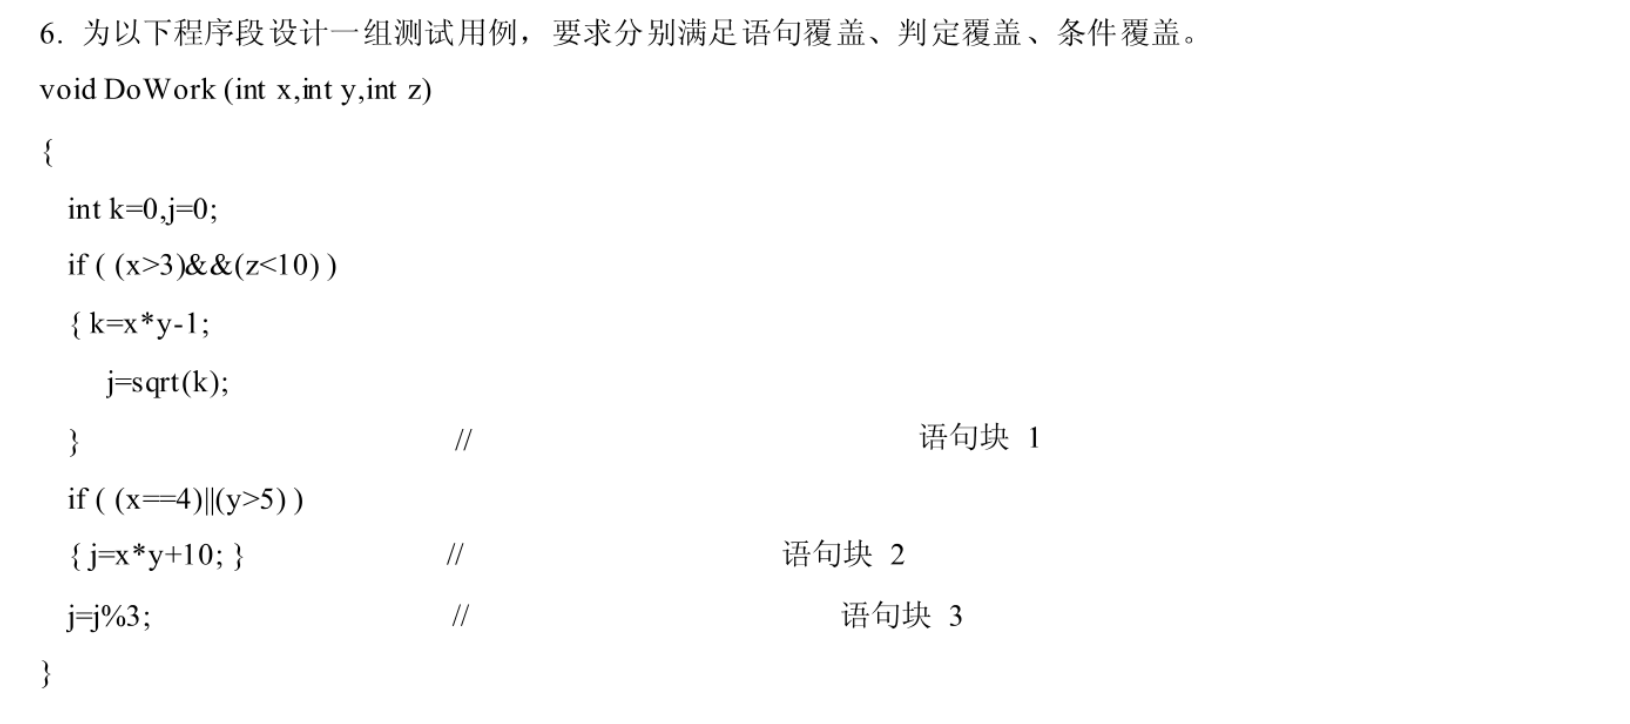 6. 为以下程序段设计一组测试用例，要求分别满足语句覆盖、判定覆盖、条件覆盖。
void DoWork (int x,int y,int z)
{
int k=0,j=0;
if ( (x>3)&&(z<10) )
{ k=x*y-1;
j=sqrt(k);
} // 语句块 1
if ( (x==4)||(y>5) )
{ j=x*y+10; } // 语句块 2
j=j%3; // 语句块 3
}